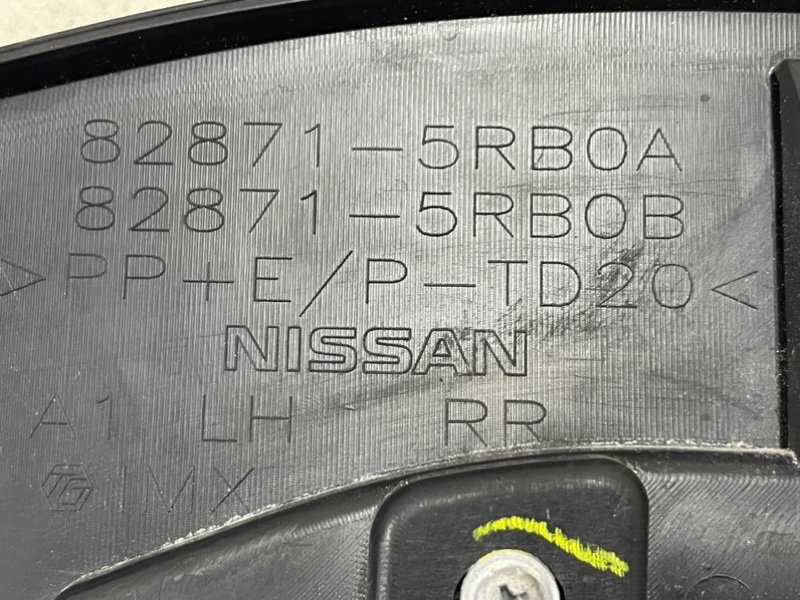 82871-5RB0A
82871-5RB0B
>PP+E/P-TD20<
NISSAN
A1 LH RR
IMX